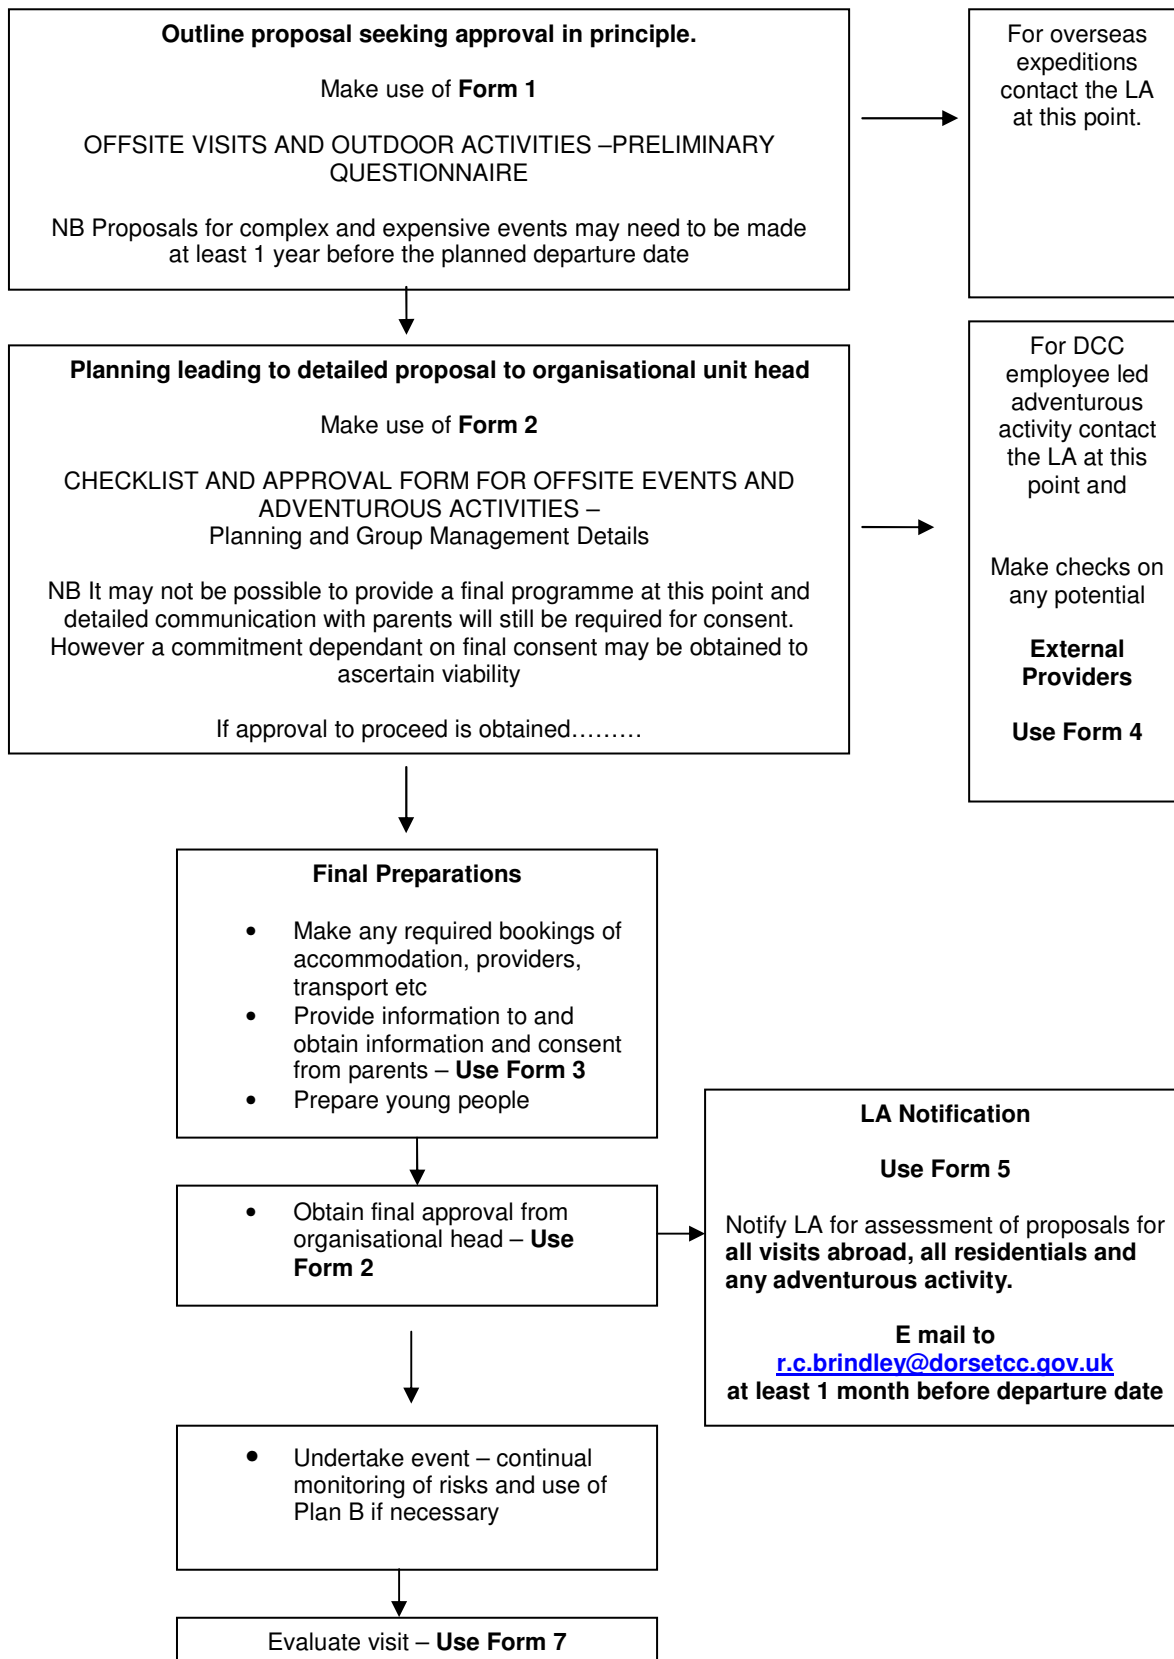 Outline proposal seeking approval in principle.
Make use of Form 1
OFFSITE VISITS AND OUTDOOR ACTIVITIES –PRELIMINARY
QUESTIONNAIRE
NB Proposals for complex and expensive events may need to be made
at least 1 year before the planned departure date
For overseas
expeditions
contact the LA
at this point.
Planning leading to detailed proposal to organisational unit head
Make use of Form 2
CHECKLIST AND APPROVAL FORM FOR OFFSITE EVENTS AND
ADVENTUROUS ACTIVITIES –
Planning and Group Management Details
NB It may not be possible to provide a final programme at this point and
detailed communication with parents will still be required for consent.
However a commitment dependant on final consent may be obtained to
ascertain viability
If approval to proceed is obtained………
For DCC
employee led
adventurous
activity contact
the LA at this
point and
Make checks on
any potential
External
Providers
Use Form 4
Final Preparations
• Make any required bookings of
accommodation, providers,
transport etc
• Provide information to and
obtain information and consent
from parents – Use Form 3
• Prepare young people
• Obtain final approval from
organisational head – Use
Form 2
LA Notification
Use Form 5
Notify LA for assessment of proposals for
all visits abroad, all residentials and
any adventurous activity.
E mail to
r.c.brindley@dorsetcc.gov.uk
at least 1 month before departure date
• Undertake event – continual
monitoring of risks and use of
Plan B if necessary
Evaluate visit – Use Form 7